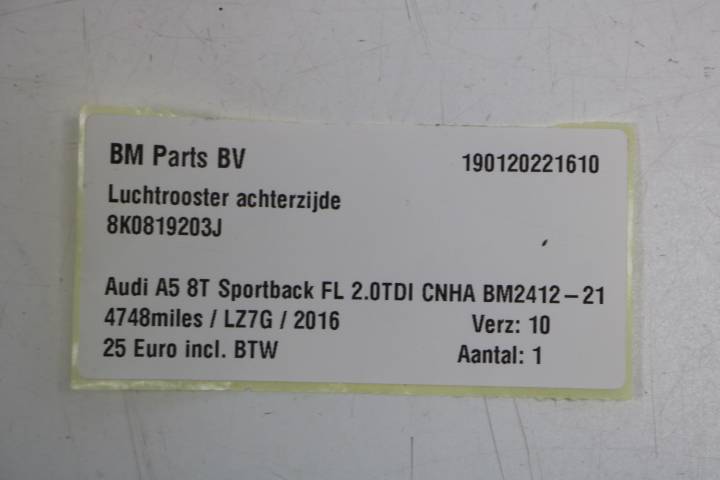 BM Parts BV 190120221610
Luchtrooster achterzijde
8K0819203J
Audi A5 8T Sportback FL 2.0TDI CNHA BM2412-21
4748miles / LZ7G / 2016 Verz: 10
25 Euro incl. BTW Aantal: 1